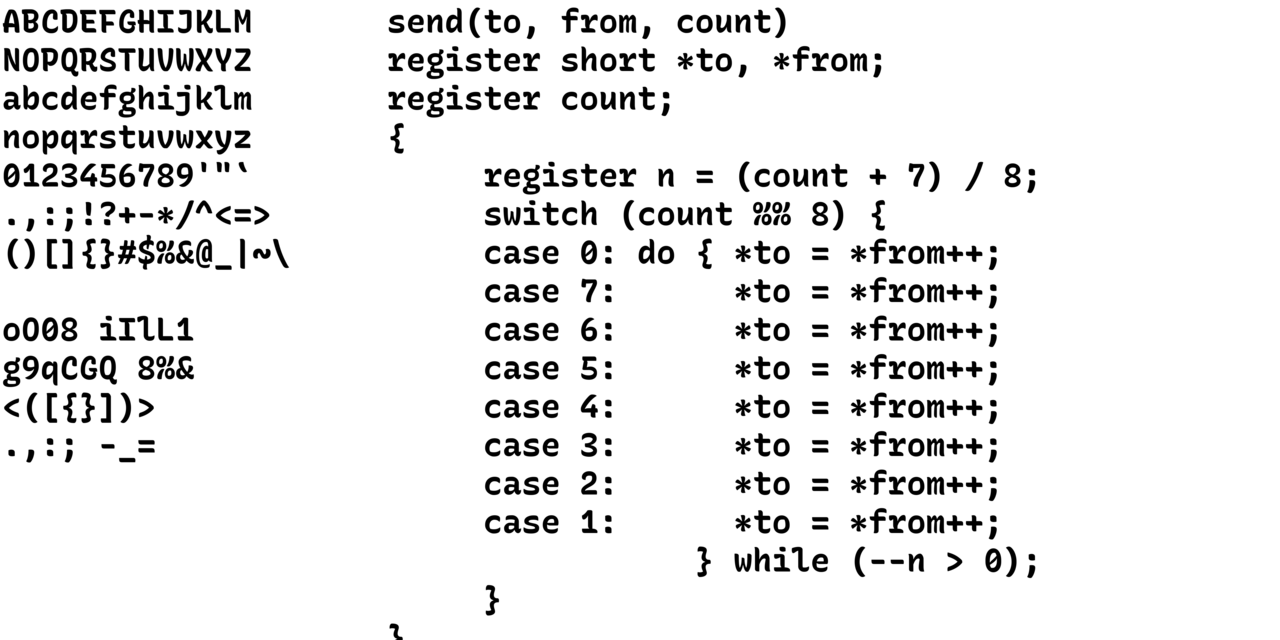 ABCDEFGHIJKLM
NOPQRSTUVWXYZ
abcdefghijklm
nopqrstuvwxyz
0123456789'"`
.,:;!?+-*/^<=>
()[]{}#$%&@_|~\
oO08 iIlL1
g9qCGQ 8%&
<([{}])>
.,:; -_=
send(to, from, count)
register short *to, *from;
register count;
{
     register n = (count + 7) / 8;
     switch (count %% 8) {
     case 0: do { *to = *from++;
     case 7:      *to = *from++;
     case 6:      *to = *from++;
     case 5:      *to = *from++;
     case 4:      *to = *from++;
     case 3:      *to = *from++;
     case 2:      *to = *from++;
     case 1:      *to = *from++;
                } while (--n > 0);
     }
}